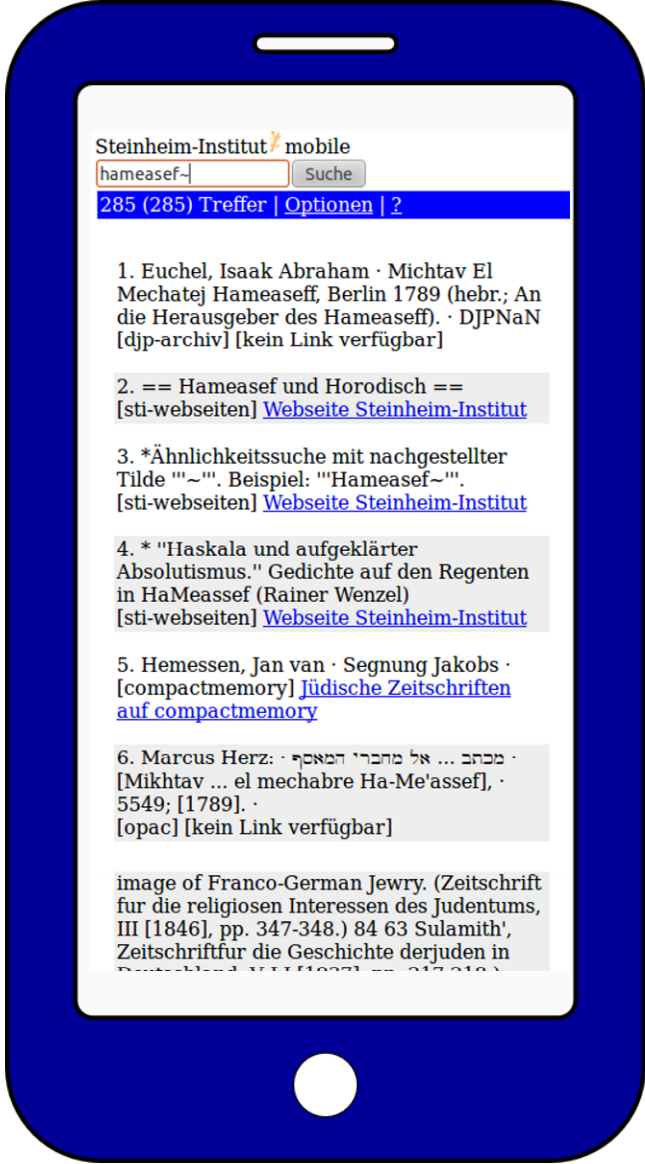 Steinheim-Institut mobile
hameasef~ Suche
285 (285) Treffer | Optionen | ?
1. Euchel, Isaak Abraham · Michtav El
Mechatej Hameaseff, Berlin 1789 (hebr.; An
die Herausgeber des Hameaseff). · DJPNaN
[djp-archiv] [kein Link verfügbar]
2. == Hameasef und Horodisch ==
[sti-webseiten] Webseite Steinheim-Institut
3. *Ähnlichkeitssuche mit nachgestellter
Tilde '''~'''. Beispiel: '''Hameasef~'''.
[sti-webseiten] Webseite Steinheim-Institut
4. * ''Haskala und aufgeklärter
Absolutismus.'' Gedichte auf den Regenten
in HaMeassef (Rainer Wenzel)
[sti-webseiten] Webseite Steinheim-Institut
5. Hemessen, Jan van · Segnung Jakobs ·
[compactmemory] Jüdische Zeitschriften
auf compactmemory
6. Marcus Herz: · מכתב ... אל מחברי המאסף ·
[Mikhtav ... el mechabre Ha-Me'assef], ·
5549; [1789]. ·
[opac] [kein Link verfügbar]
image of Franco-German Jewry. (Zeitschrift
fur die religiosen Interessen des Judentums,
III [1846], pp. 347-348.) 84 63 Sulamith',
Zeitschriftfur die Geschichte derjuden in